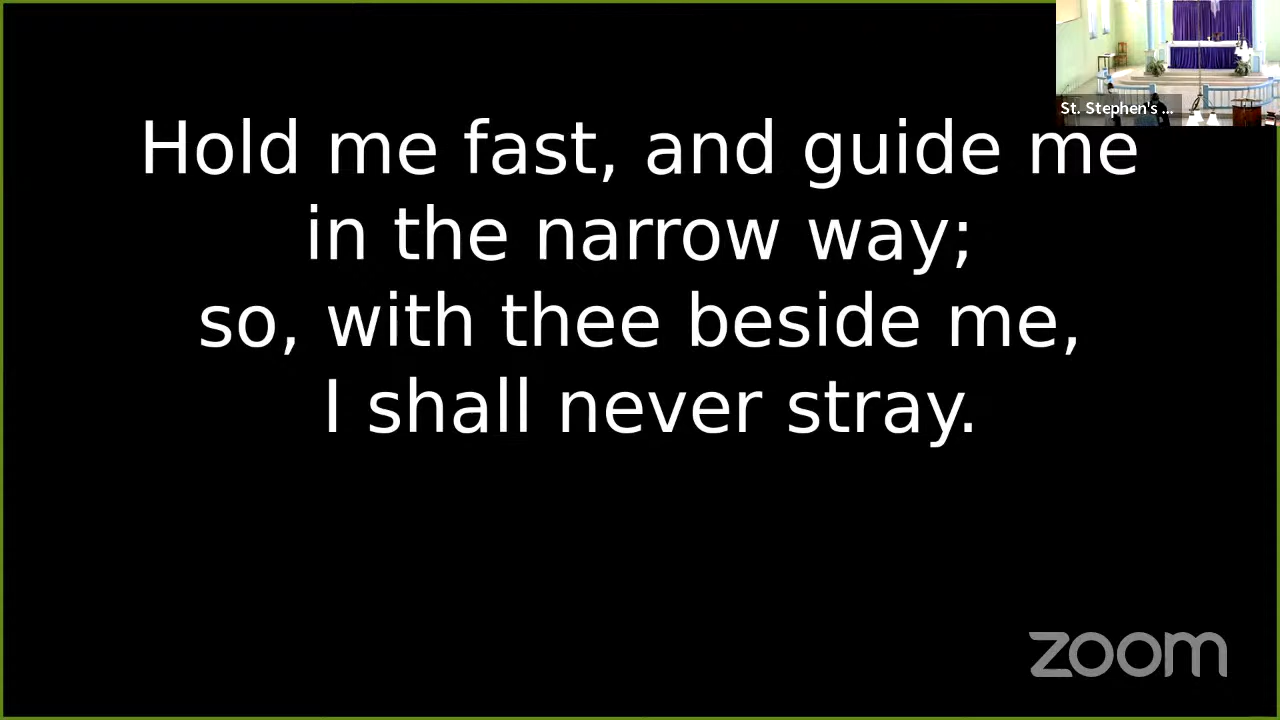 St. Stephen's ...
Hold me fast, and guide me
in the narrow way;
so, with thee beside me,
I shall never stray.
zoom